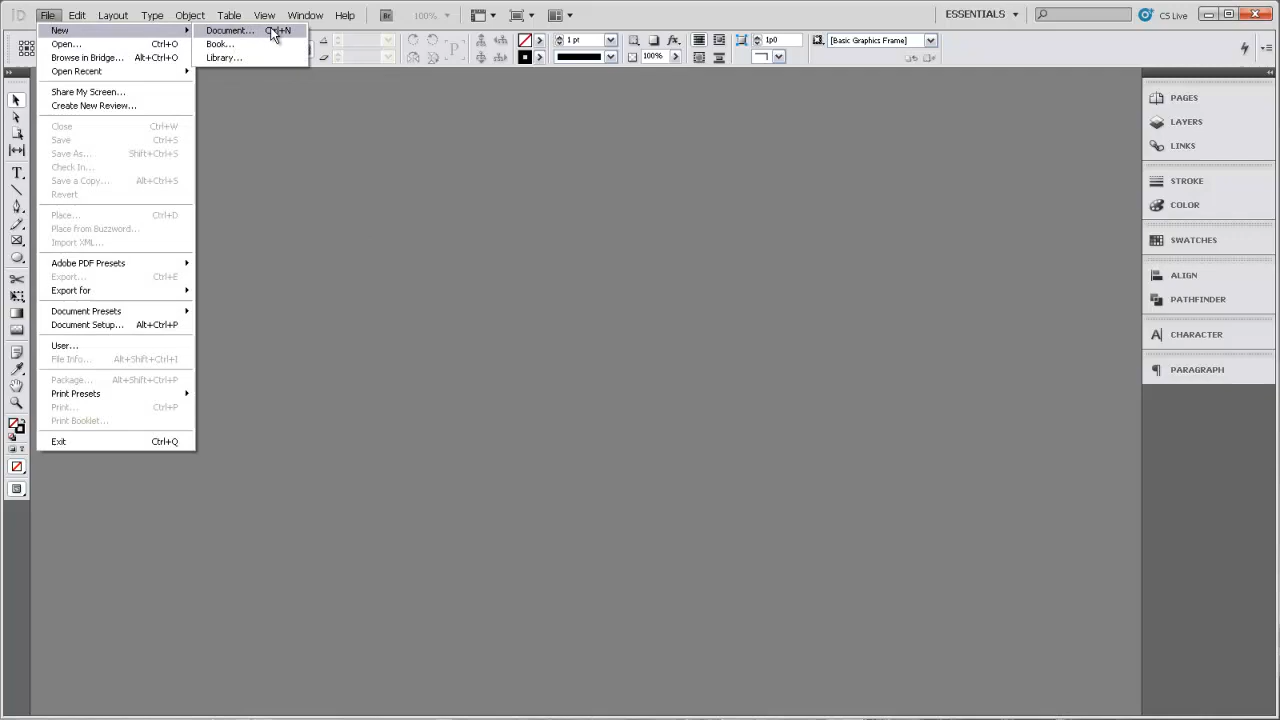 ID File Edit Layout Type Object Table View Window Help Br 100% ESSENTIALS CS Live
New
Document... Ctrl+N
Book...
Library...
Open... Ctrl+O
Browse in Bridge... Alt+Ctrl+O
Open Recent
Share My Screen...
Create New Review...
Close Ctrl+W
Save Ctrl+S
Save As... Shift+Ctrl+S
Check In...
Save a Copy... Alt+Ctrl+S
Revert
Place... Ctrl+D
Place from Buzzword...
Import XML...
Adobe PDF Presets
Export... Ctrl+E
Export for
Document Presets
Document Setup... Alt+Ctrl+P
User...
File Info... Alt+Shift+Ctrl+I
Package... Alt+Shift+Ctrl+P
Print Presets
Print... Ctrl+P
Print Booklet...
Exit Ctrl+Q
1 pt
100%
1p0
[Basic Graphics Frame]
PAGES
LAYERS
LINKS
STROKE
COLOR
SWATCHES
ALIGN
PATHFINDER
CHARACTER
PARAGRAPH